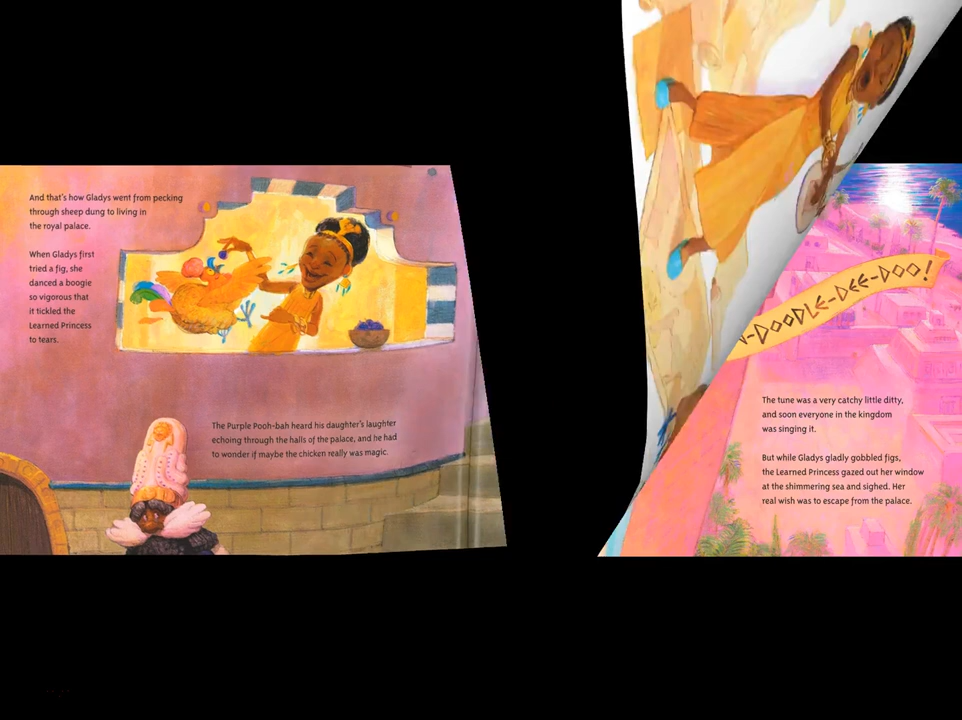 And that's how Gladys went from pecking
through sheep dung to living in
the royal palace.
When Gladys first
tried a fig, she
danced a boogie
so vigorous that
it tickled the
Learned Princess
to tears.
The Purple Pooh-bah heard his daughter's laughter
echoing through the halls of the palace, and he had
to wonder if maybe the chicken really was magic.
-DOODLE-DEE-DOO!
The tune was a very catchy little ditty,
and soon everyone in the kingdom
was singing it.
But while Gladys gladly gobbled figs,
the Learned Princess gazed out her window
at the shimmering sea and sighed. Her
real wish was to escape from the palace.